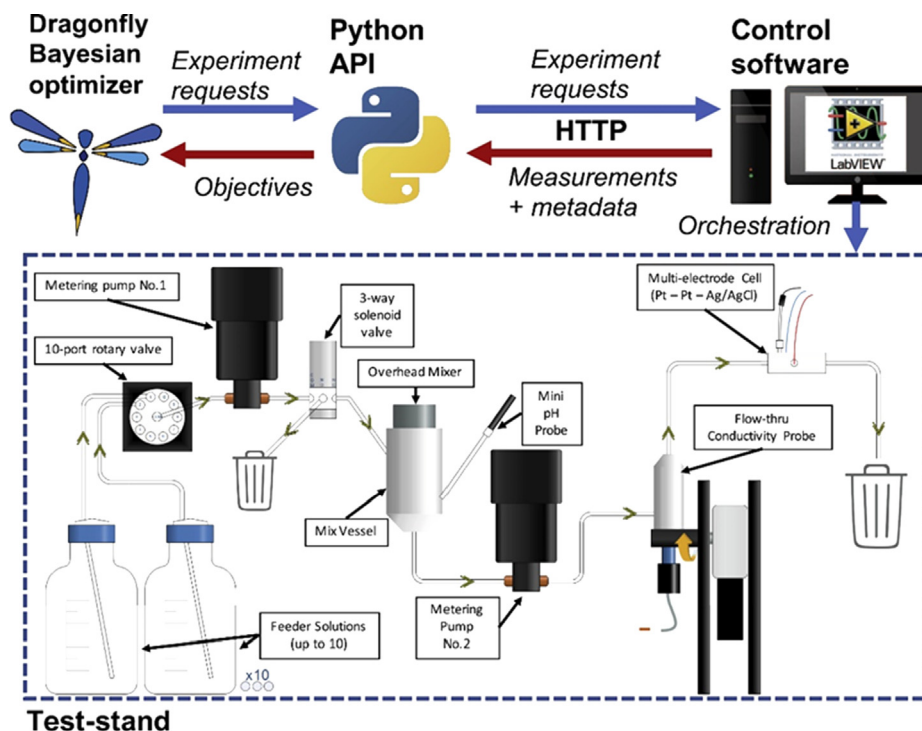 Dragonfly
Bayesian
optimizer
Experiment
requests
Objectives
Python
API
Experiment
requests
HTTP
Measurements
+ metadata
Control
software
LabVIEW
Orchestration
Metering pump No.1
10-port rotary valve
3-way
solenoid
valve
Overhead Mixer
Mini
pH
Probe
Mix Vessel
Metering
Pump
No.2
Multi-electrode Cell
(Pt – Pt – Ag/AgCl)
Flow-thru
Conductivity Probe
Feeder Solutions
(up to 10)
x10
Test-stand